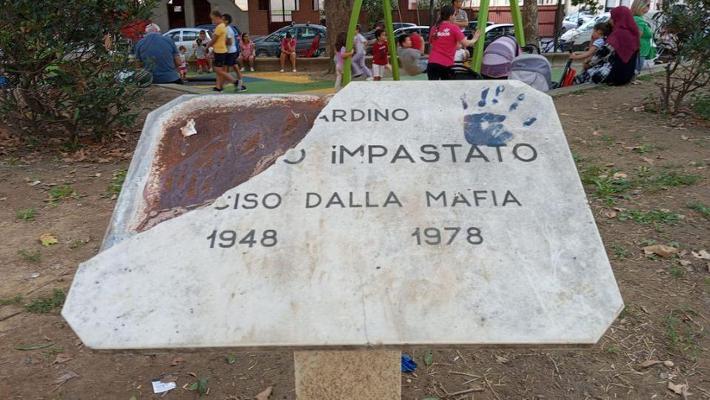 ARDINO
O iMPASTATO
CISO DALLA MAFIA
1948 1978